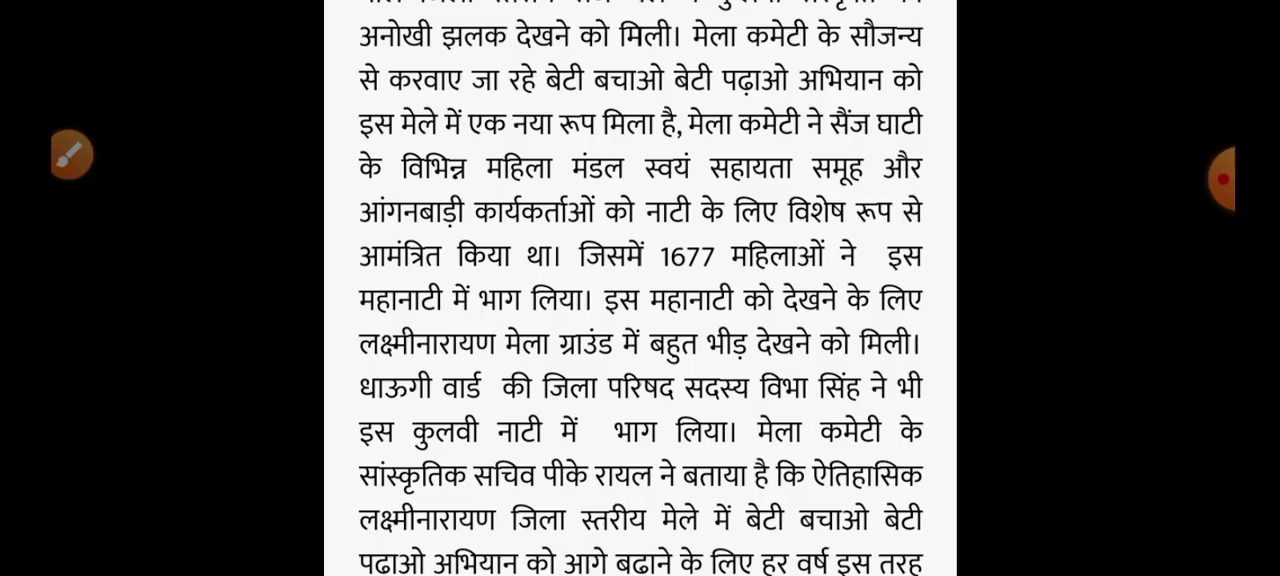 अनोखी झलक देखने को मिली। मेला कमेटी के सौजन्य
से करवाए जा रहे बेटी बचाओ बेटी पढ़ाओ अभियान को
इस मेले में एक नया रूप मिला है, मेला कमेटी ने सैंज घाटी
के विभिन्न महिला मंडल स्वयं सहायता समूह और
आंगनबाड़ी कार्यकर्ताओं को नाटी के लिए विशेष रूप से
आमंत्रित किया था। जिसमें 1677 महिलाओं ने इस
महानाटी में भाग लिया। इस महानाटी को देखने के लिए
लक्ष्मीनारायण मेला ग्राउंड में बहुत भीड़ देखने को मिली।
धाऊगी वार्ड की जिला परिषद सदस्य विभा सिंह ने भी
इस कुलवी नाटी में भाग लिया। मेला कमेटी के
सांस्कृतिक सचिव पीके रायल ने बताया है कि ऐतिहासिक
लक्ष्मीनारायण जिला स्तरीय मेले में बेटी बचाओ बेटी
पढ़ाओ अभियान को आगे बढ़ाने के लिए हर वर्ष इस तरह